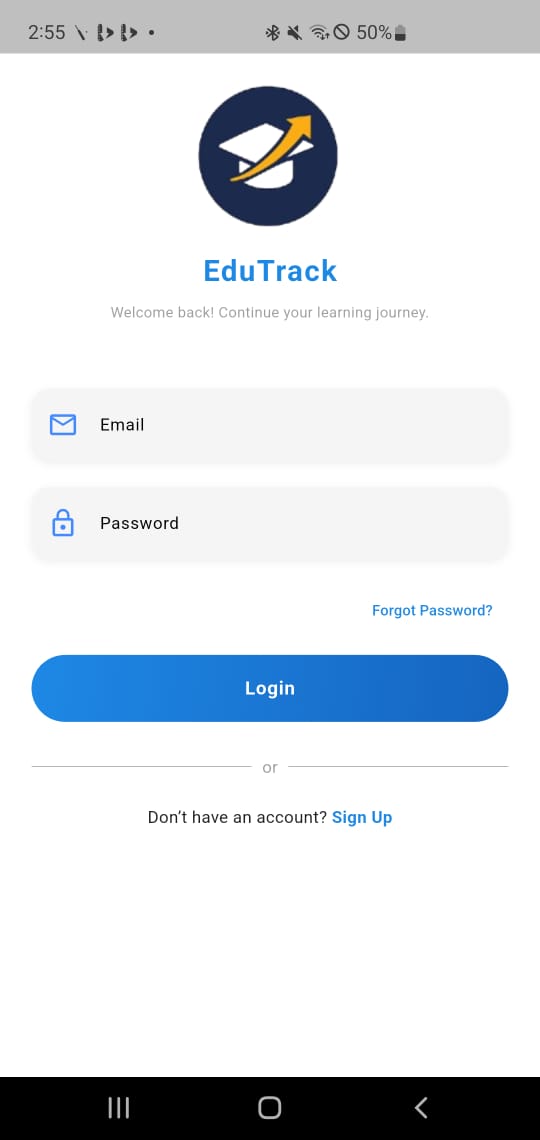 2:55
50%
EduTrack
Welcome back! Continue your learning journey.
Email
Password
Forgot Password?
Login
or
Don’t have an account? Sign Up